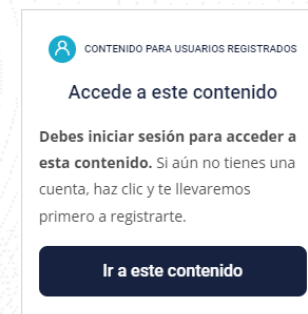 CONTENIDO PARA USUARIOS REGISTRADOS
Accede a este contenido
Debes iniciar sesión para acceder a
esta contenido. Si aún no tienes una
cuenta, haz clic y te llevaremos
primero a registrarte.
Ir a este contenido